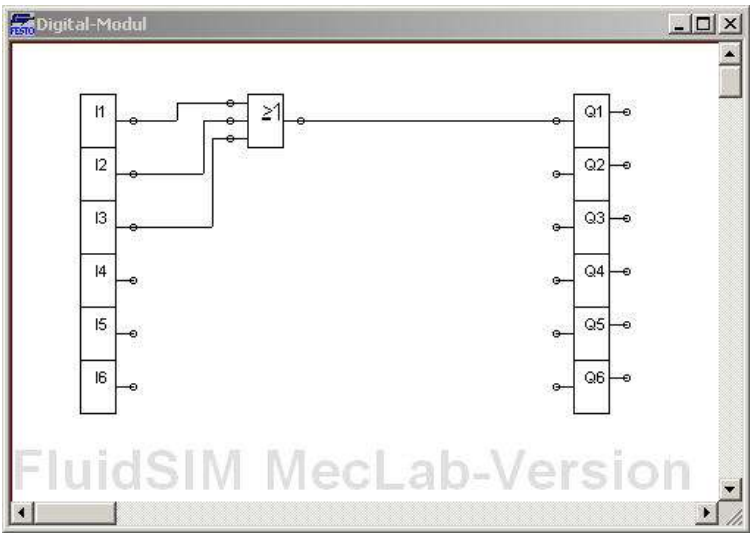 FESTO Digital-Modul
I1 ≥1 Q1
I2 Q2
I3 Q3
I4 Q4
I5 Q5
I6 Q6
FluidSIM MecLab-Version